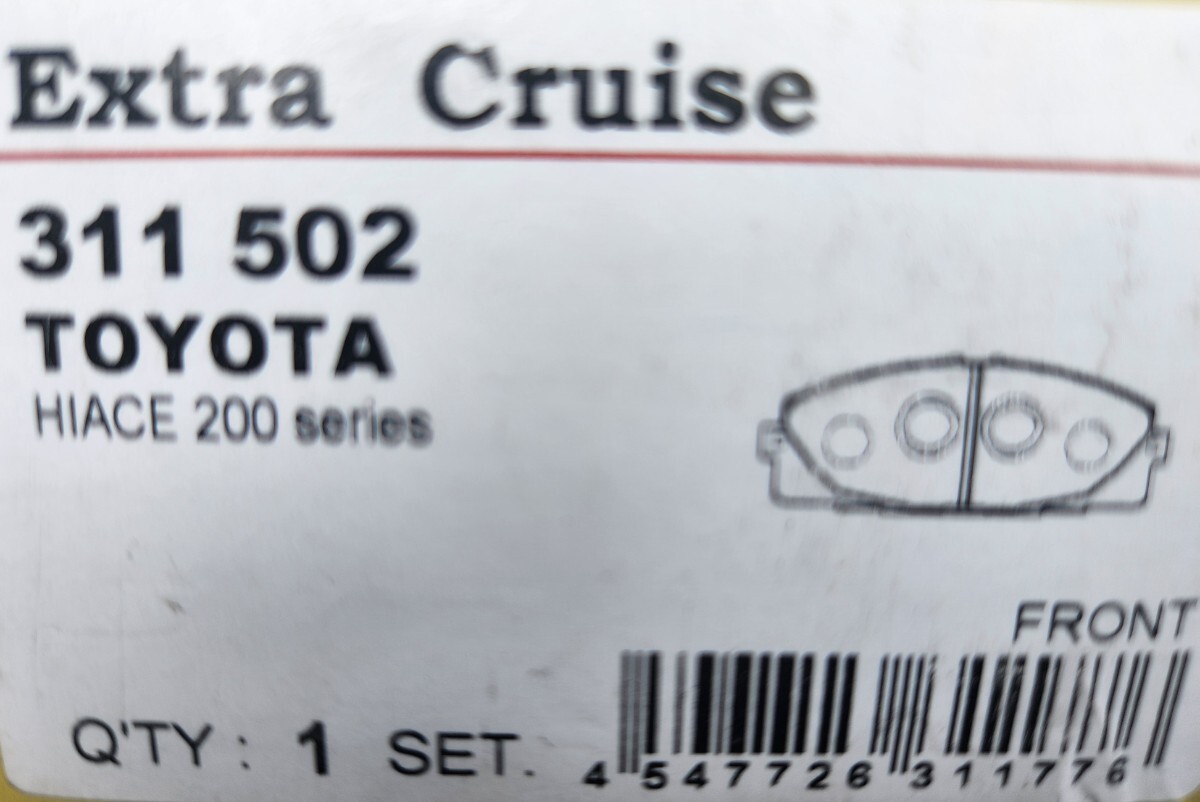 Extra Cruise
311 502
TOYOTA
HIACE 200 series
FRONT
Q'TY : 1 SET.
4 547726 311776